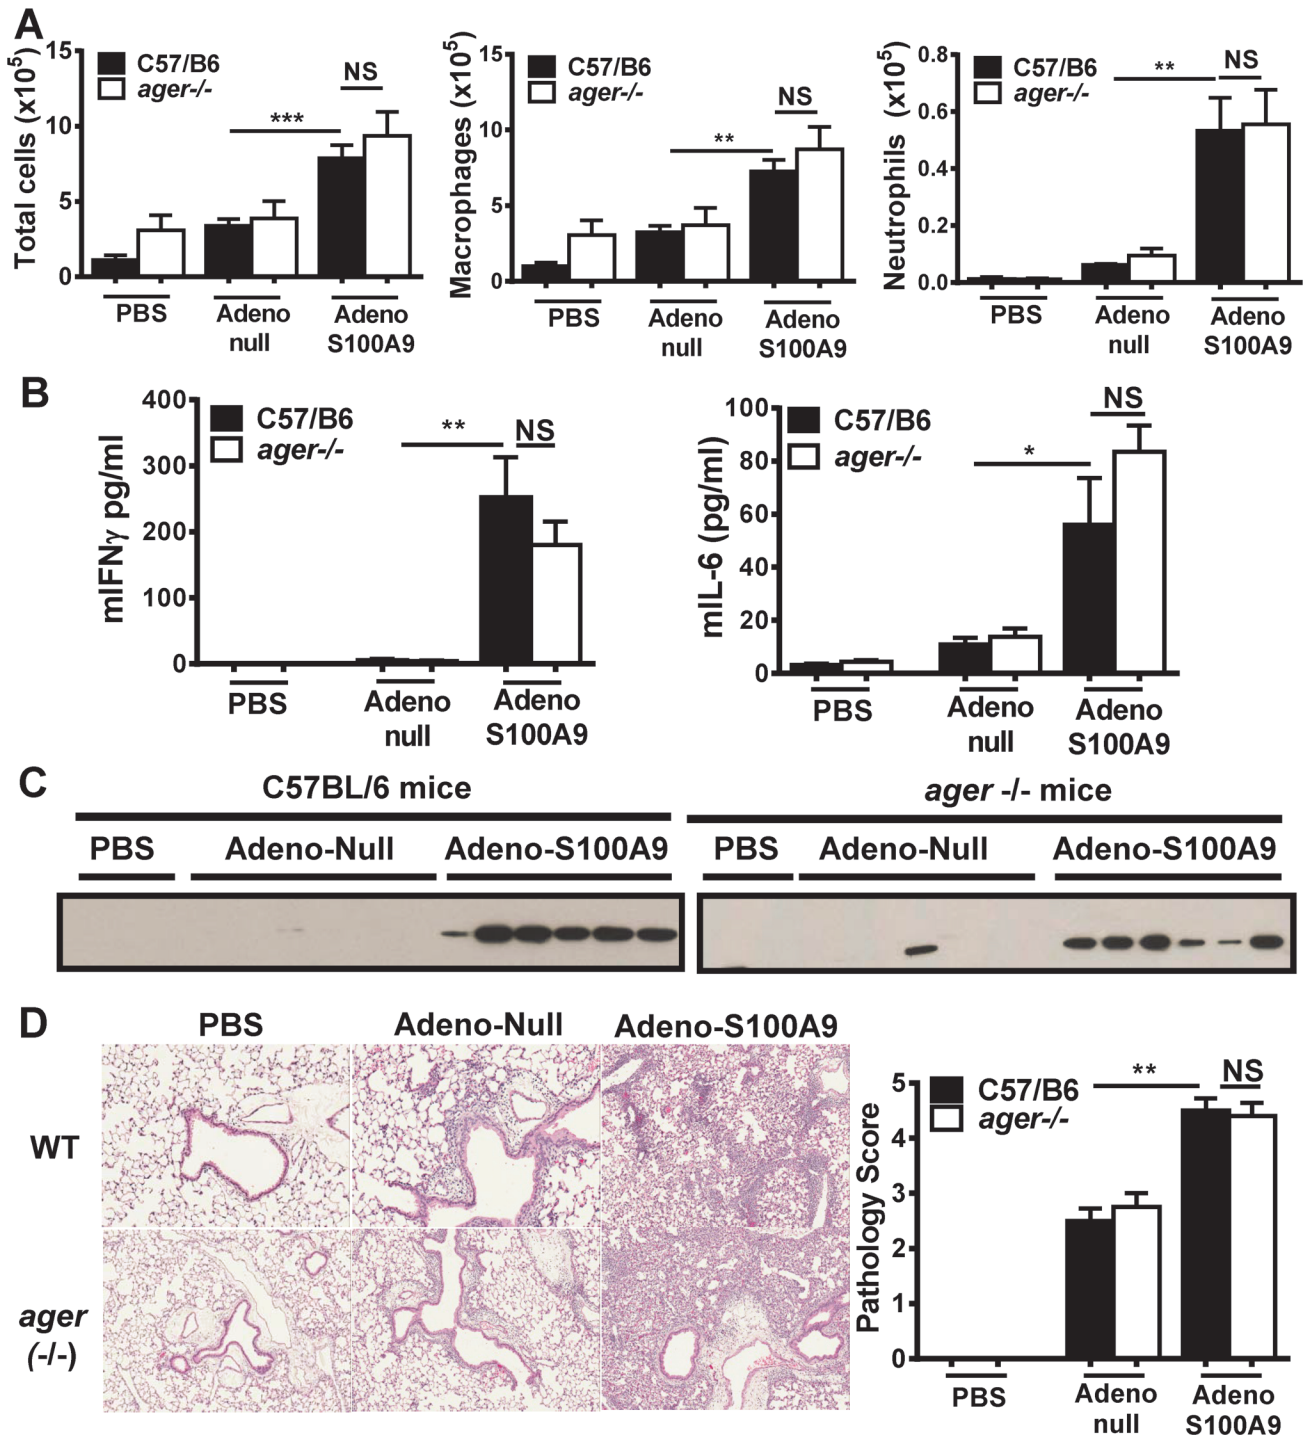 A
Total cells (x10⁵)
15
10
5
0
C57/B6
ager-/-
***
NS
PBS
Adeno
null
Adeno
S100A9
Macrophages (x10⁵)
15
10
5
0
C57/B6
ager-/-
**
NS
PBS
Adeno
null
Adeno
S100A9
Neutrophils (x10⁵)
0.8
0.6
0.4
0.2
0.0
C57/B6
ager-/-
**
NS
PBS
Adeno
null
Adeno
S100A9
B
mIFNγ pg/ml
400
300
200
100
0
C57/B6
ager-/-
**
NS
PBS
Adeno
null
Adeno
S100A9
mIL-6 (pg/ml)
100
80
60
40
20
0
C57/B6
ager-/-
*
NS
PBS
Adeno
null
Adeno
S100A9
C
C57BL/6 mice
PBS
Adeno-Null
Adeno-S100A9
ager -/- mice
PBS
Adeno-Null
Adeno-S100A9
D
PBS
Adeno-Null
Adeno-S100A9
WT
ager
(-/-)
Pathology Score
5
4
3
2
1
0
C57/B6
ager-/-
**
NS
PBS
Adeno
null
Adeno
S100A9